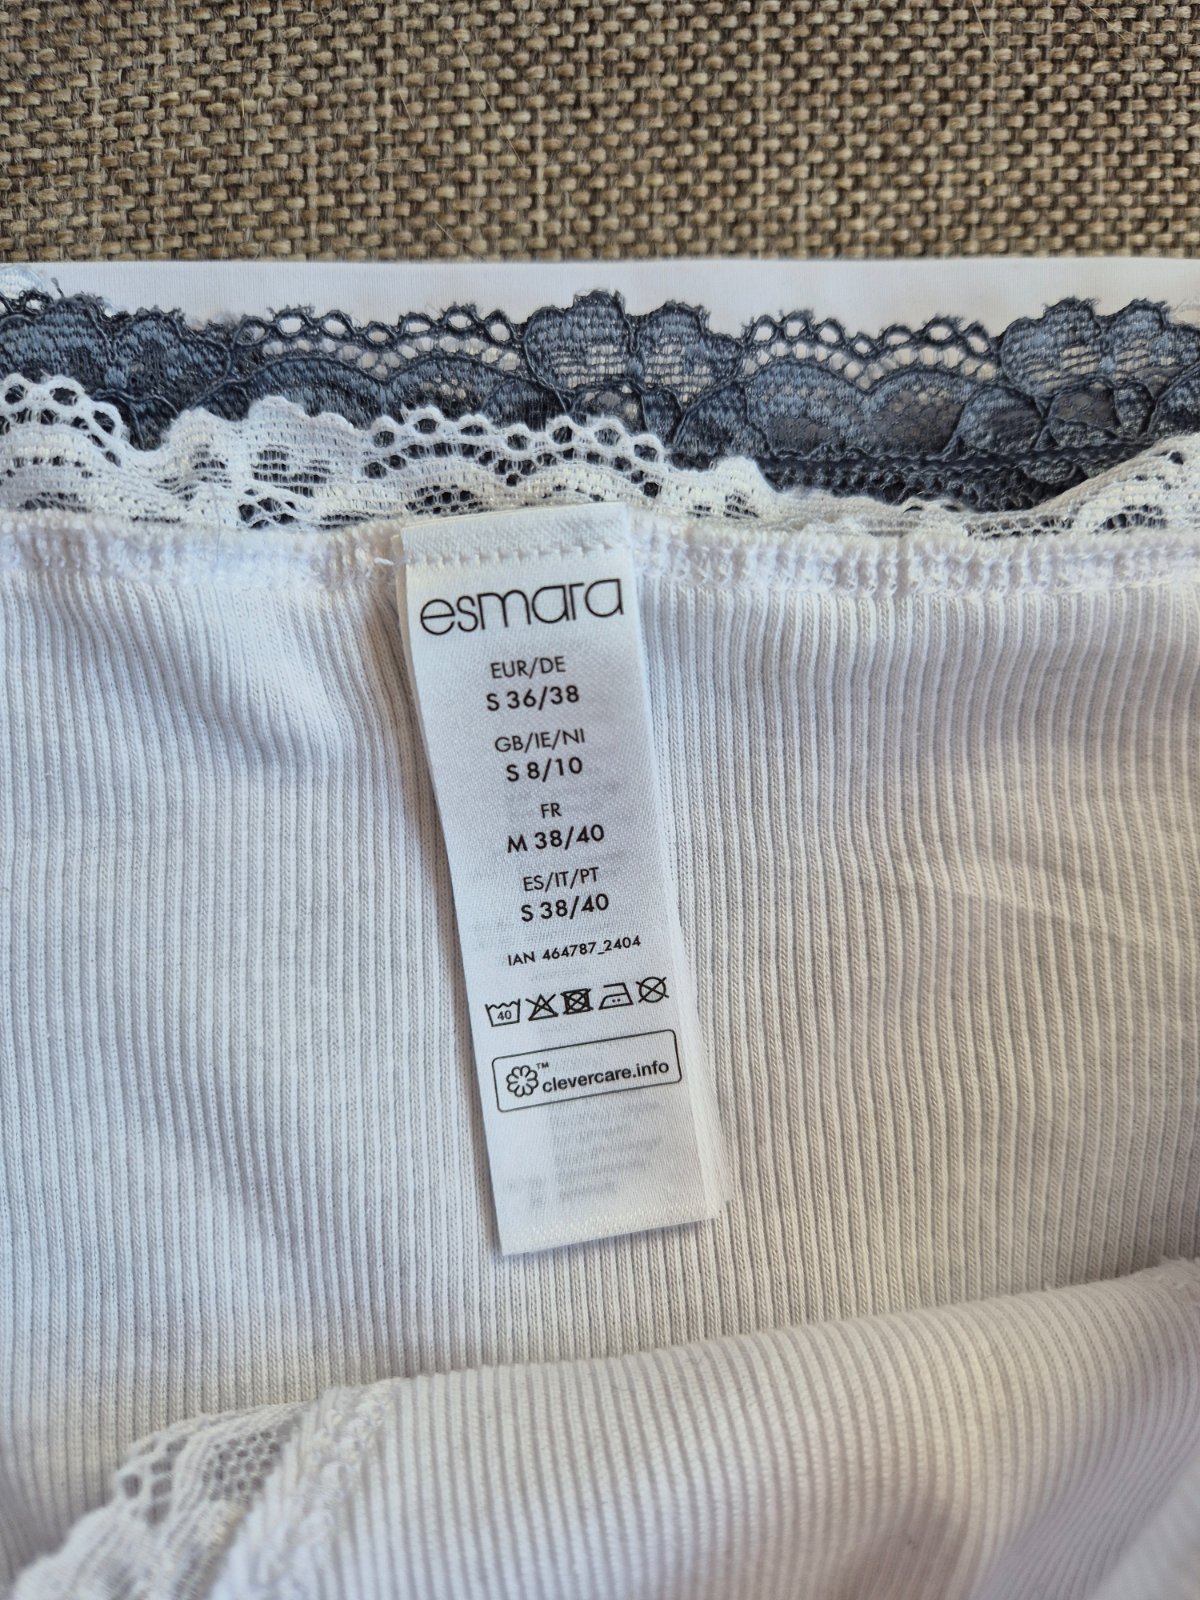 esmara
EUR/DE
S 36/38
GB/IE/NI
S 8/10
FR
M 38/40
ES/IT/PT
S 38/40
IAN 464787_2404
40
™
clevercare.info